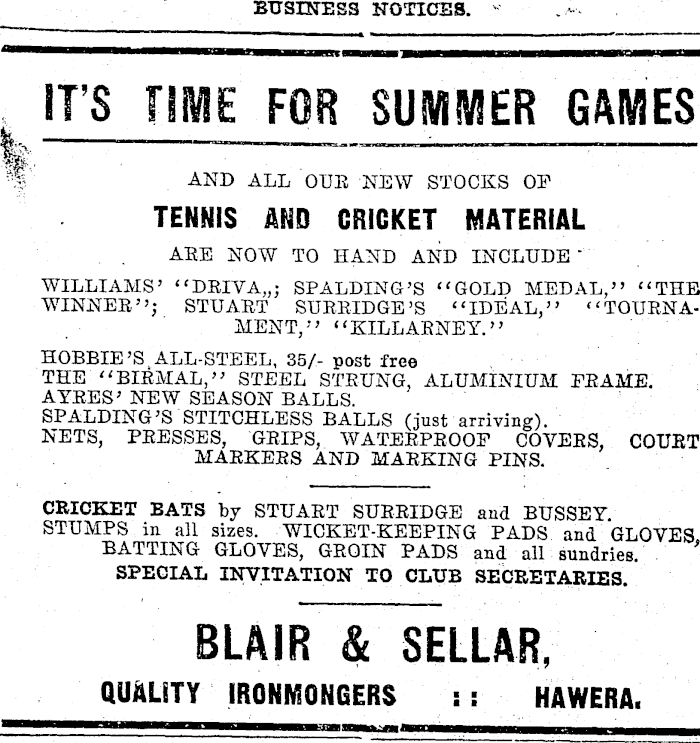 BUSINESS NOTICES.
IT'S TIME FOR SUMMER GAMES
AND ALL OUR NEW STOCKS OF
TENNIS AND CRICKET MATERIAL
ARE NOW TO HAND AND INCLUDE
WILLIAMS' "DRIVA,,; SPALDING'S "GOLD MEDAL," "THE
WINNER"; STUART SURRIDGE'S "IDEAL," "TOURNA-
MENT," "KILLARNEY."
HOBBIE'S ALL-STEEL, 35/- post free
THE "BIRMAL," STEEL STRUNG, ALUMINIUM FRAME.
AYRES' NEW SEASON BALLS.
SPALDING'S STITCHLESS BALLS (just arriving).
NETS, PRESSES, GRIPS, WATERPROOF COVERS, COURT
MARKERS AND MARKING PINS.
CRICKET BATS by STUART SURRIDGE and BUSSEY.
STUMPS in all sizes. WICKET-KEEPING PADS and GLOVES,
BATTING GLOVES, GROIN PADS and all sundries.
SPECIAL INVITATION TO CLUB SECRETARIES.
BLAIR & SELLAR,
QUALITY IRONMONGERS :: HAWERA.